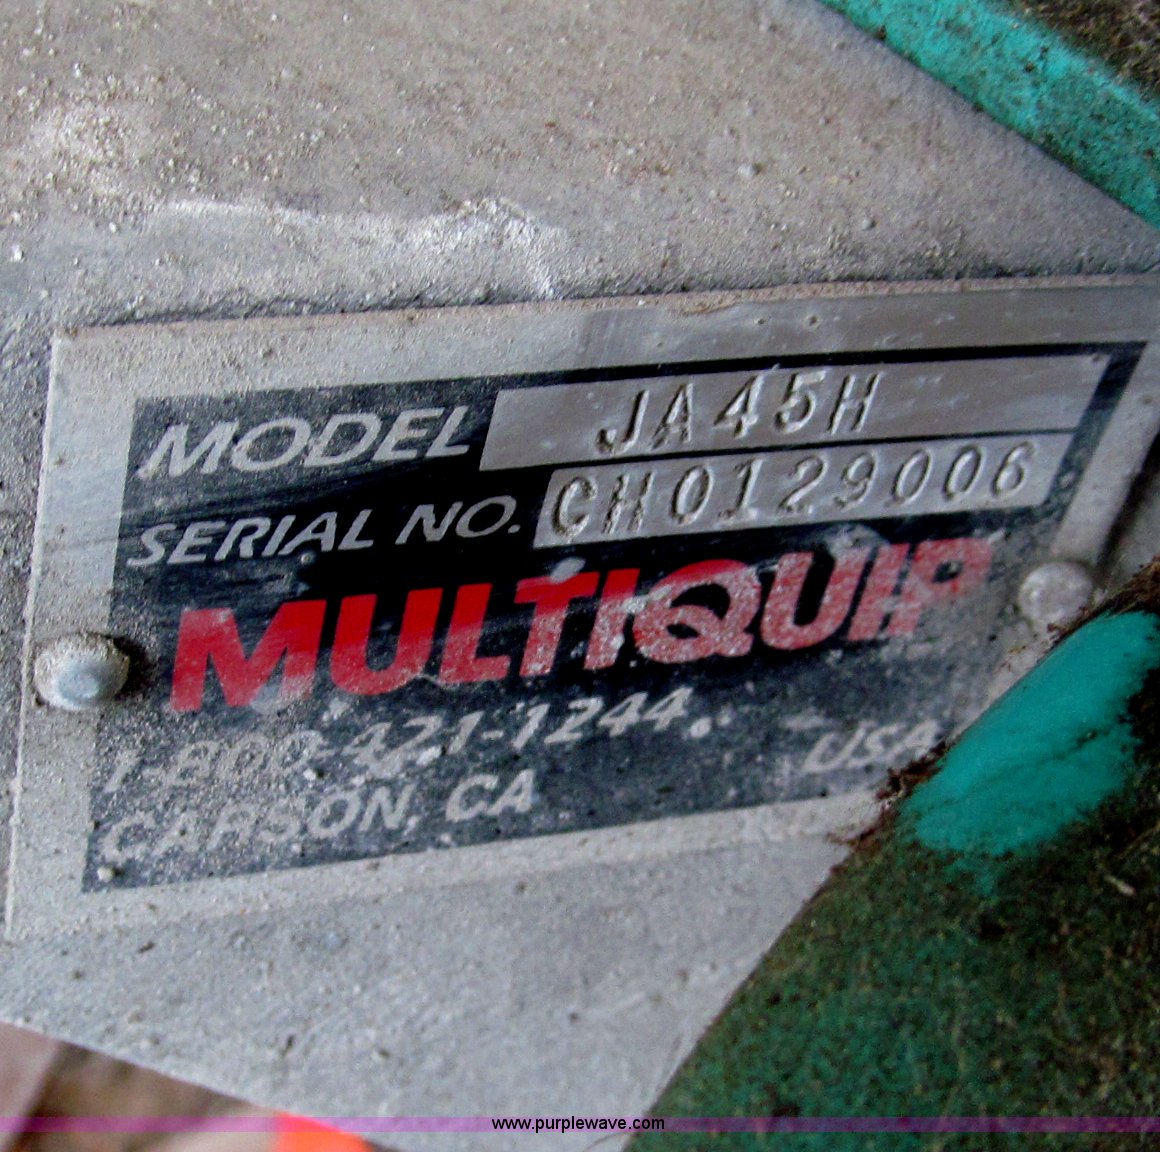 MODEL JA45H
SERIAL NO. CH0129006
MULTIQUIP
1-800-421-1244
CARSON, CA USA
www.purplewave.com